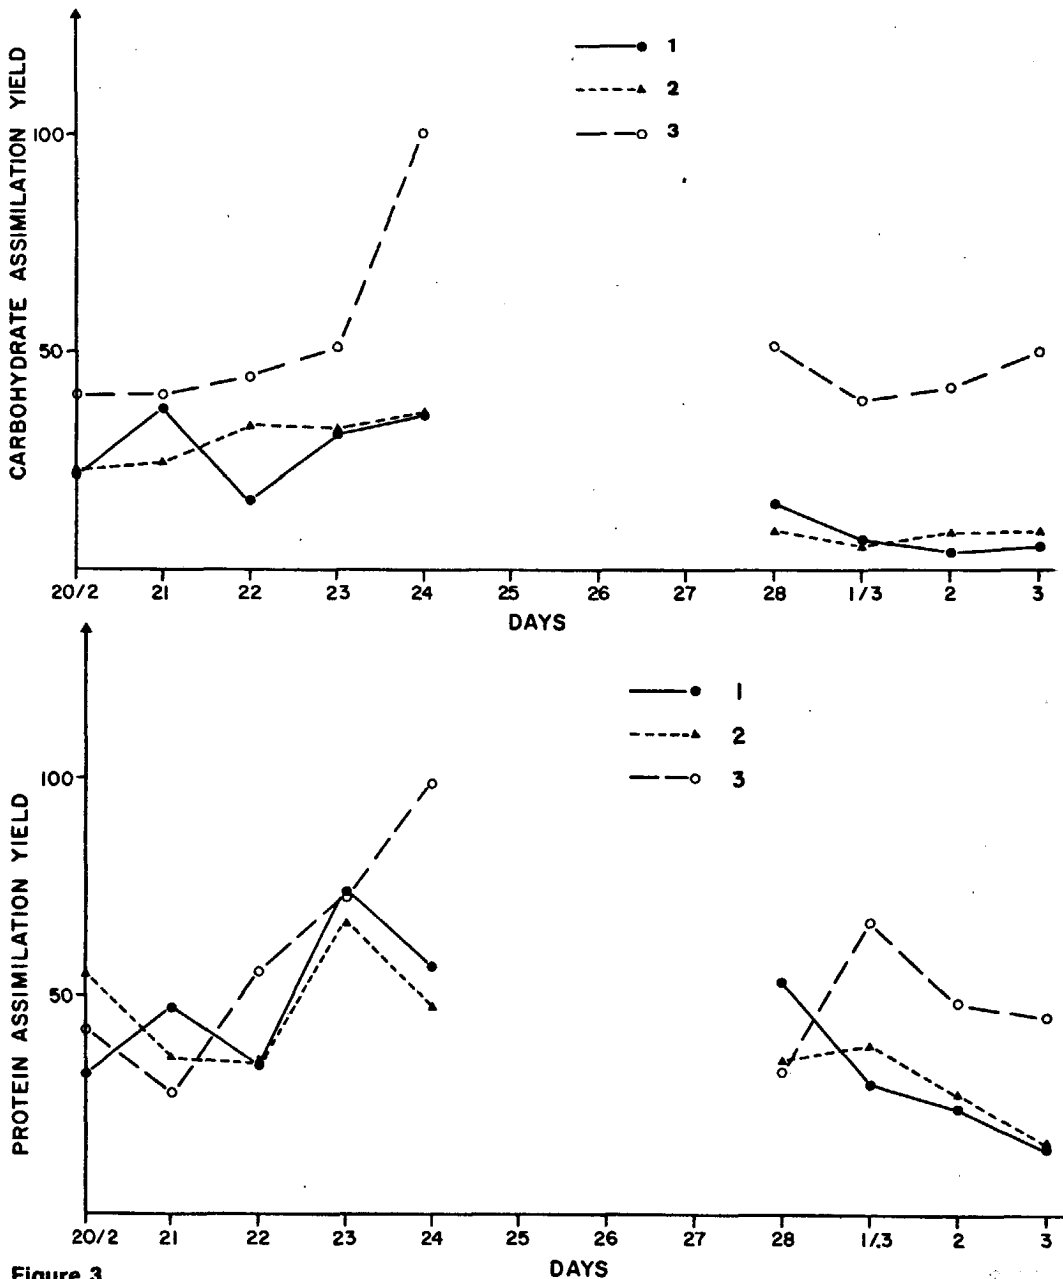 CARBOHYDRATE ASSIMILATION YIELD
1
2
3
100
50
20/2 21 22 23 24 25 26 27 28 1/3 2 3
DAYS
PROTEIN ASSIMILATION YIELD
1
2
3
100
50
20/2 21 22 23 24 25 26 27 28 1/3 2 3
DAYS
Figure 3